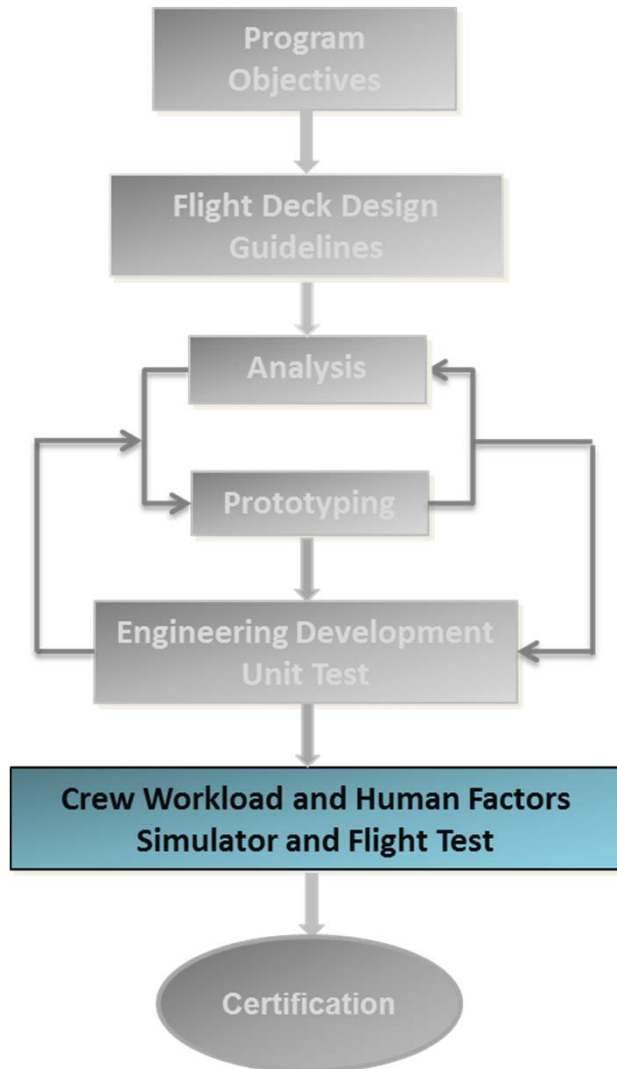 Program
Objectives
Flight Deck Design
Guidelines
Analysis
Prototyping
Engineering Development
Unit Test
Crew Workload and Human Factors
Simulator and Flight Test
Certification